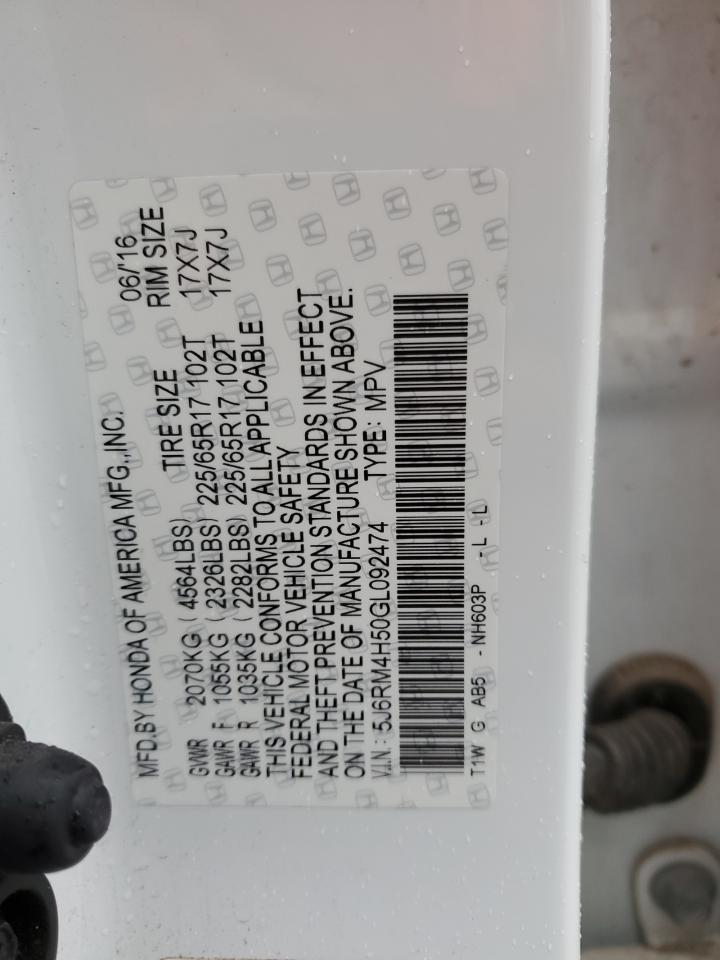 MFD.BY HONDA OF AMERICA MFG.,INC. 06/'16
TIRE SIZE RIM SIZE
GVWR 2070KG ( 4564LBS)
GAWR F 1055KG ( 2326LBS) 225/65R17 102T 17X7J
GAWR R 1035KG ( 2282LBS) 225/65R17 102T 17X7J
THIS VEHICLE CONFORMS TO ALL APPLICABLE
FEDERAL MOTOR VEHICLE SAFETY
AND THEFT PREVENTION STANDARDS IN EFFECT
ON THE DATE OF MANUFACTURE SHOWN ABOVE.
V.I.N.: 5J6RM4H50GL092474 TYPE: MPV
T1W G AB5 - NH603P - L - L